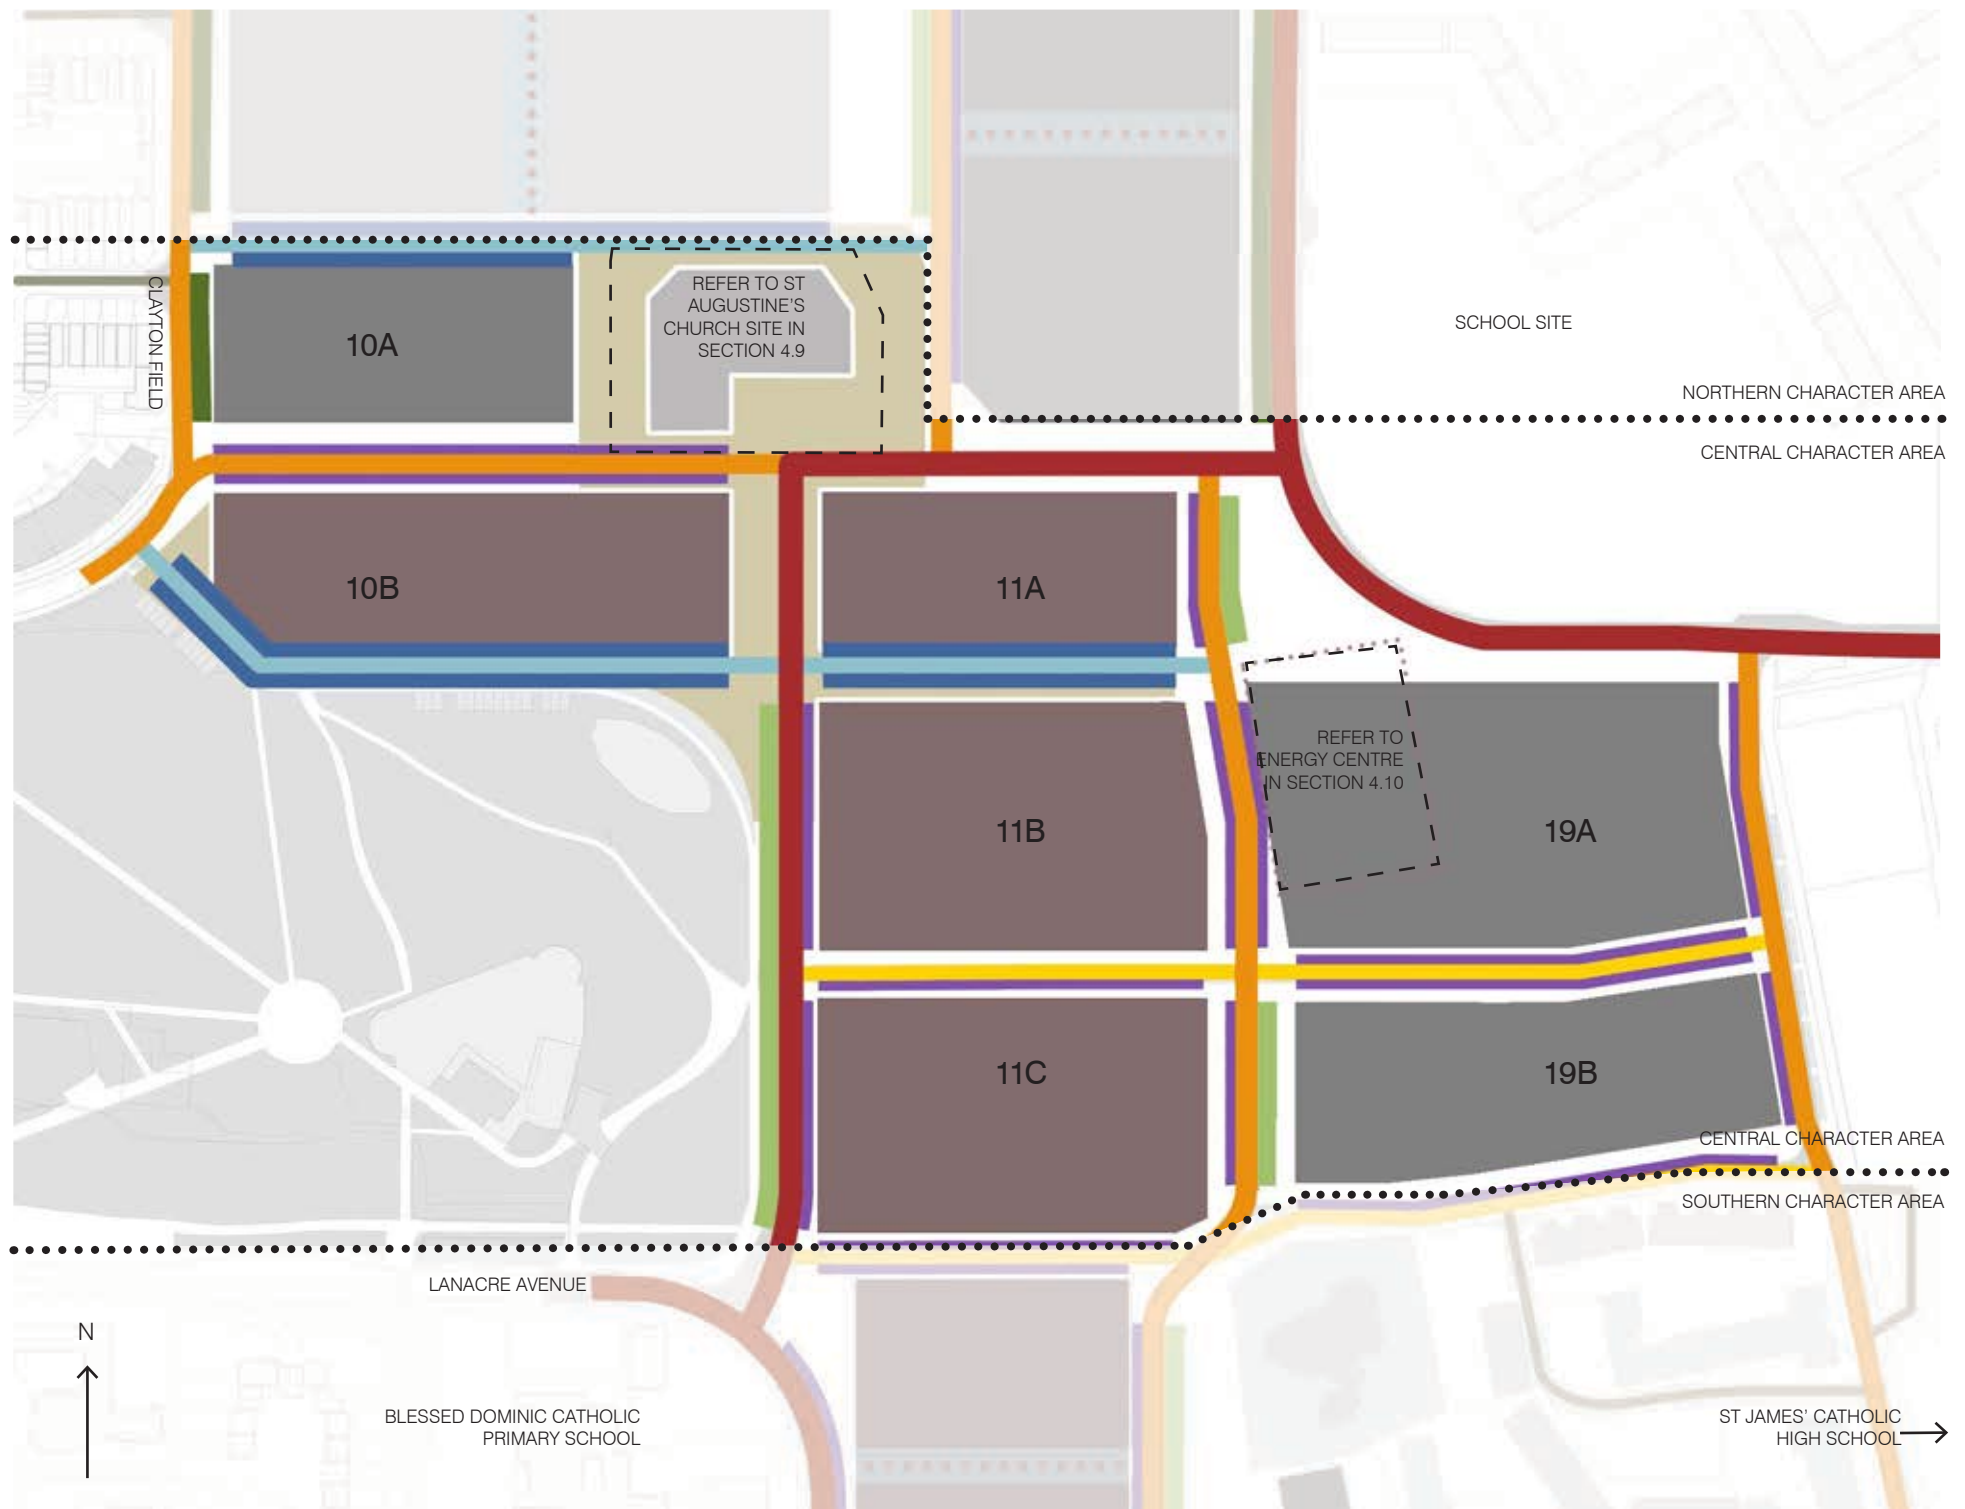 CLAYTON FIELD
10A
REFER TO ST
AUGUSTINE'S
CHURCH SITE IN
SECTION 4.9
SCHOOL SITE
NORTHERN CHARACTER AREA
CENTRAL CHARACTER AREA
10B
11A
REFER TO
ENERGY CENTRE
IN SECTION 4.10
11B
19A
11C
19B
CENTRAL CHARACTER AREA
SOUTHERN CHARACTER AREA
LANACRE AVENUE
N
BLESSED DOMINIC CATHOLIC
PRIMARY SCHOOL
ST JAMES' CATHOLIC
HIGH SCHOOL